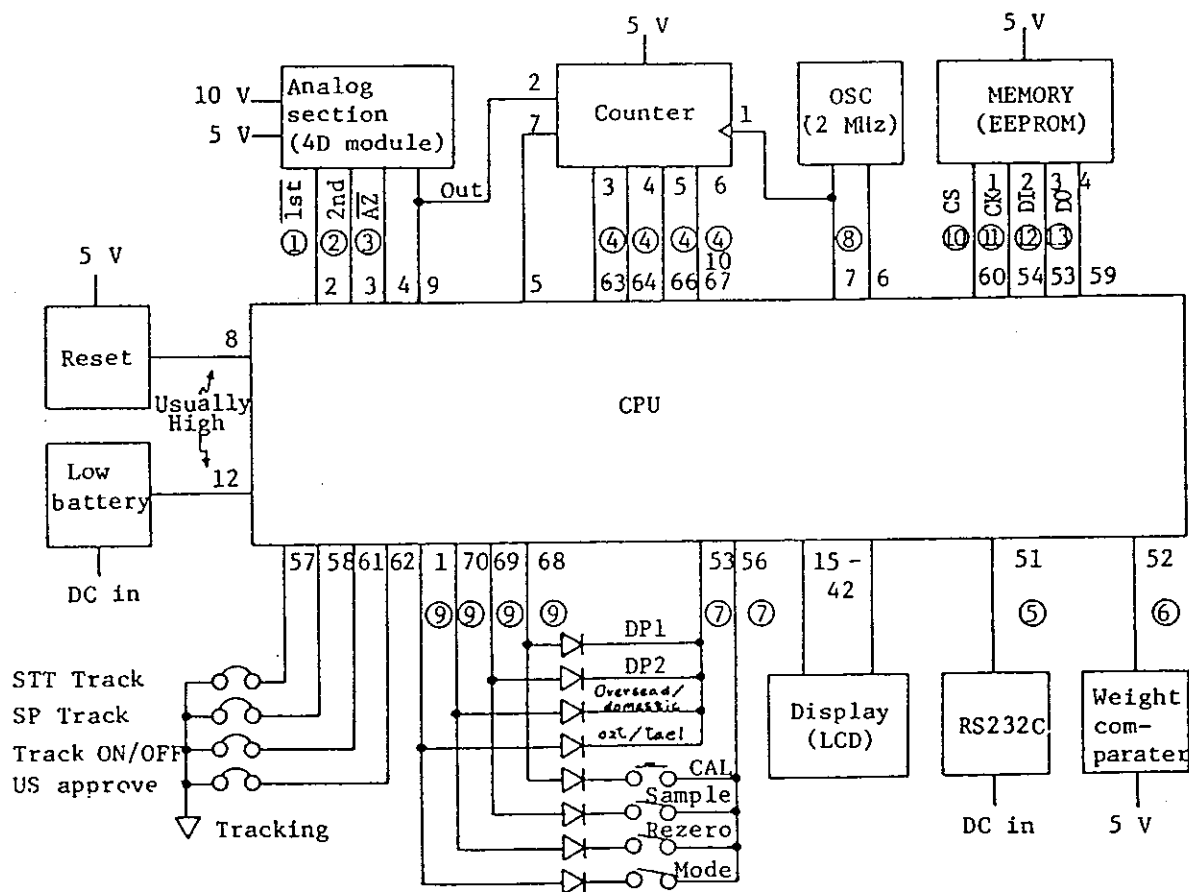 5 V
5 V
10 V
5 V
Analog
section
(4D module)
2
7
Counter
1
OSC
(2 MHz)
MEMORY
(EEPROM)
1st
2nd
AZ
Out
3 4 5 6
CS
CK
DI
DO
1 2 3 4
① ② ③
④ ④ ④ ④
⑧
⑩ ⑪ ⑫ ⑬
10
2 3 4 9
5
63 64 66 67
7 6
60 54 53 59
5 V
Reset
8
Usually
High
CPU
Low
battery
12
DC in
57 58 61 62
1 70 69 68
53 56
15 -
42
51
52
⑨ ⑨ ⑨ ⑨
⑦ ⑦
⑤
⑥
DP1
DP2
Oversead/
domestic
ozt/tael
CAL
Sample
Rezero
Mode
STT Track
SP Track
Track ON/OFF
US approve
Tracking
Display
(LCD)
RS232C
Weight
com-
parater
DC in
5 V